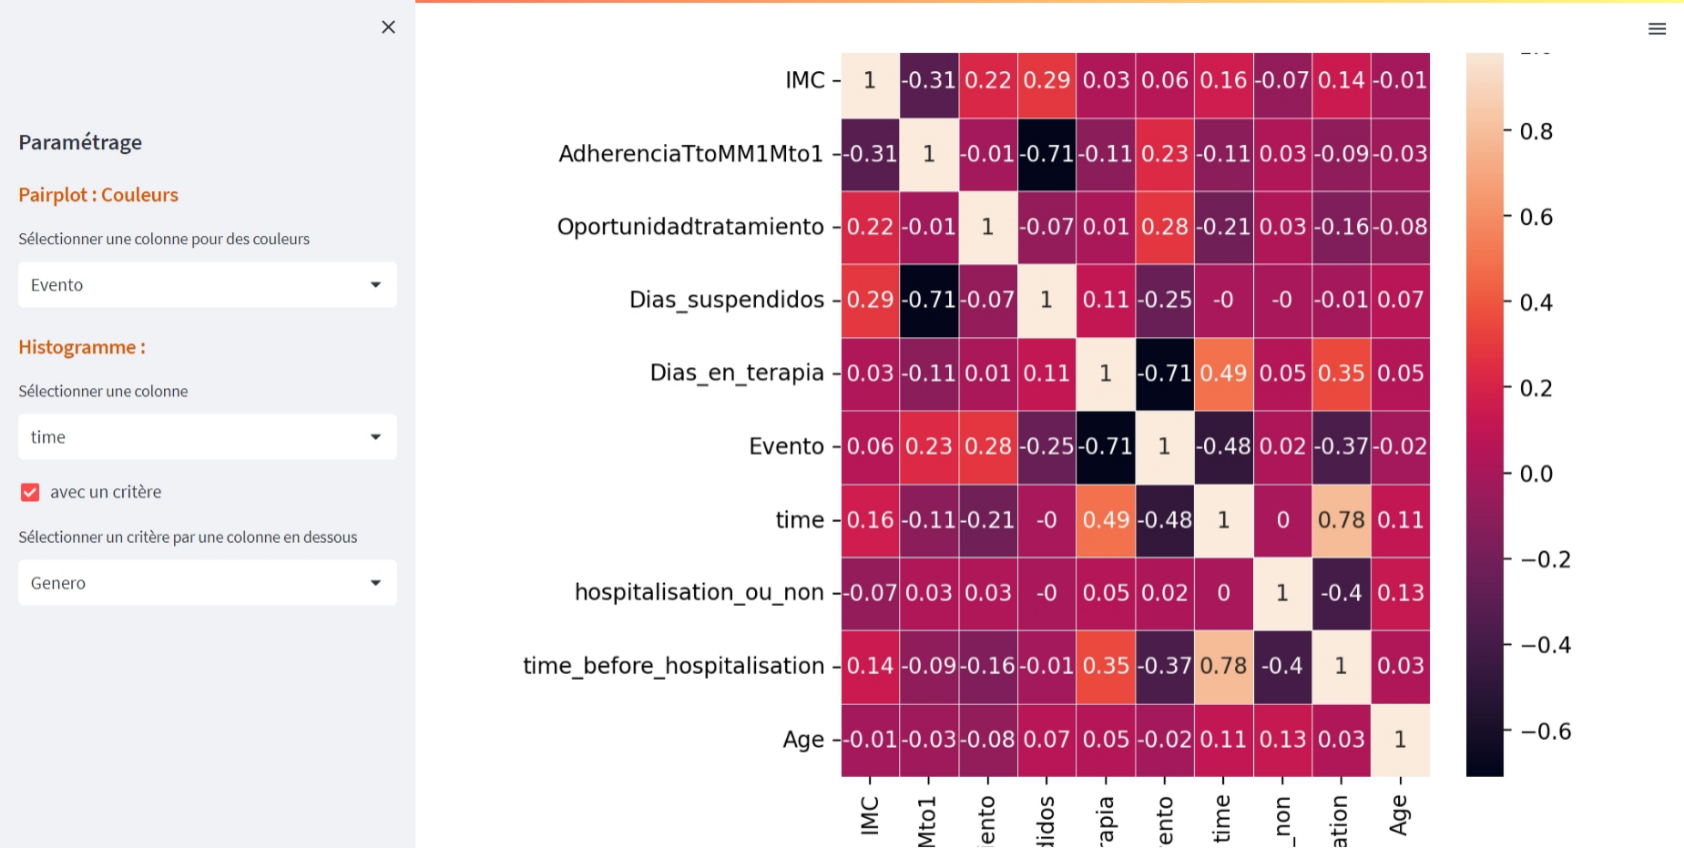 Paramétrage
Pairplot : Couleurs
Sélectionner une colonne pour des couleurs
Evento
Histogramme :
Sélectionner une colonne
time
avec un critère
Sélectionner un critère par une colonne en dessous
Genero
IMC 1 -0.31 0.22 0.29 0.03 0.06 0.16 -0.07 0.14 -0.01
AdherenciaTtoMM1Mto1 -0.31 1 -0.01 -0.71 -0.11 0.23 -0.11 0.03 -0.09 -0.03
Oportunidadtratamiento 0.22 -0.01 1 -0.07 0.01 0.28 -0.21 0.03 -0.16 -0.08
Dias_suspendidos 0.29 -0.71 -0.07 1 0.11 -0.25 -0 -0 -0.01 0.07
Dias_en_terapia 0.03 -0.11 0.01 0.11 1 -0.71 0.49 0.05 0.35 0.05
Evento 0.06 0.23 0.28 -0.25 -0.71 1 -0.48 0.02 -0.37 -0.02
time 0.16 -0.11 -0.21 -0 0.49 -0.48 1 0 0.78 0.11
hospitalisation_ou_non -0.07 0.03 0.03 -0 0.05 0.02 0 1 -0.4 0.13
time_before_hospitalisation 0.14 -0.09 -0.16 -0.01 0.35 -0.37 0.78 -0.4 1 0.03
Age -0.01 -0.03 -0.08 0.07 0.05 -0.02 0.11 0.13 0.03 1
IMC
Mto1
iento
didos
rapia
ento
time
_non
ation
Age
0.8
0.6
0.4
0.2
0.0
−0.2
−0.4
−0.6